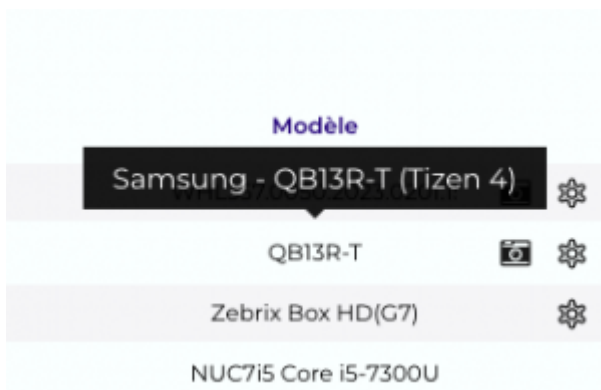 Modèle
Samsung - QB13R-T (Tizen 4)
QB13R-T
Zebrix Box HD(G7)
NUC7i5 Core i5-7300U